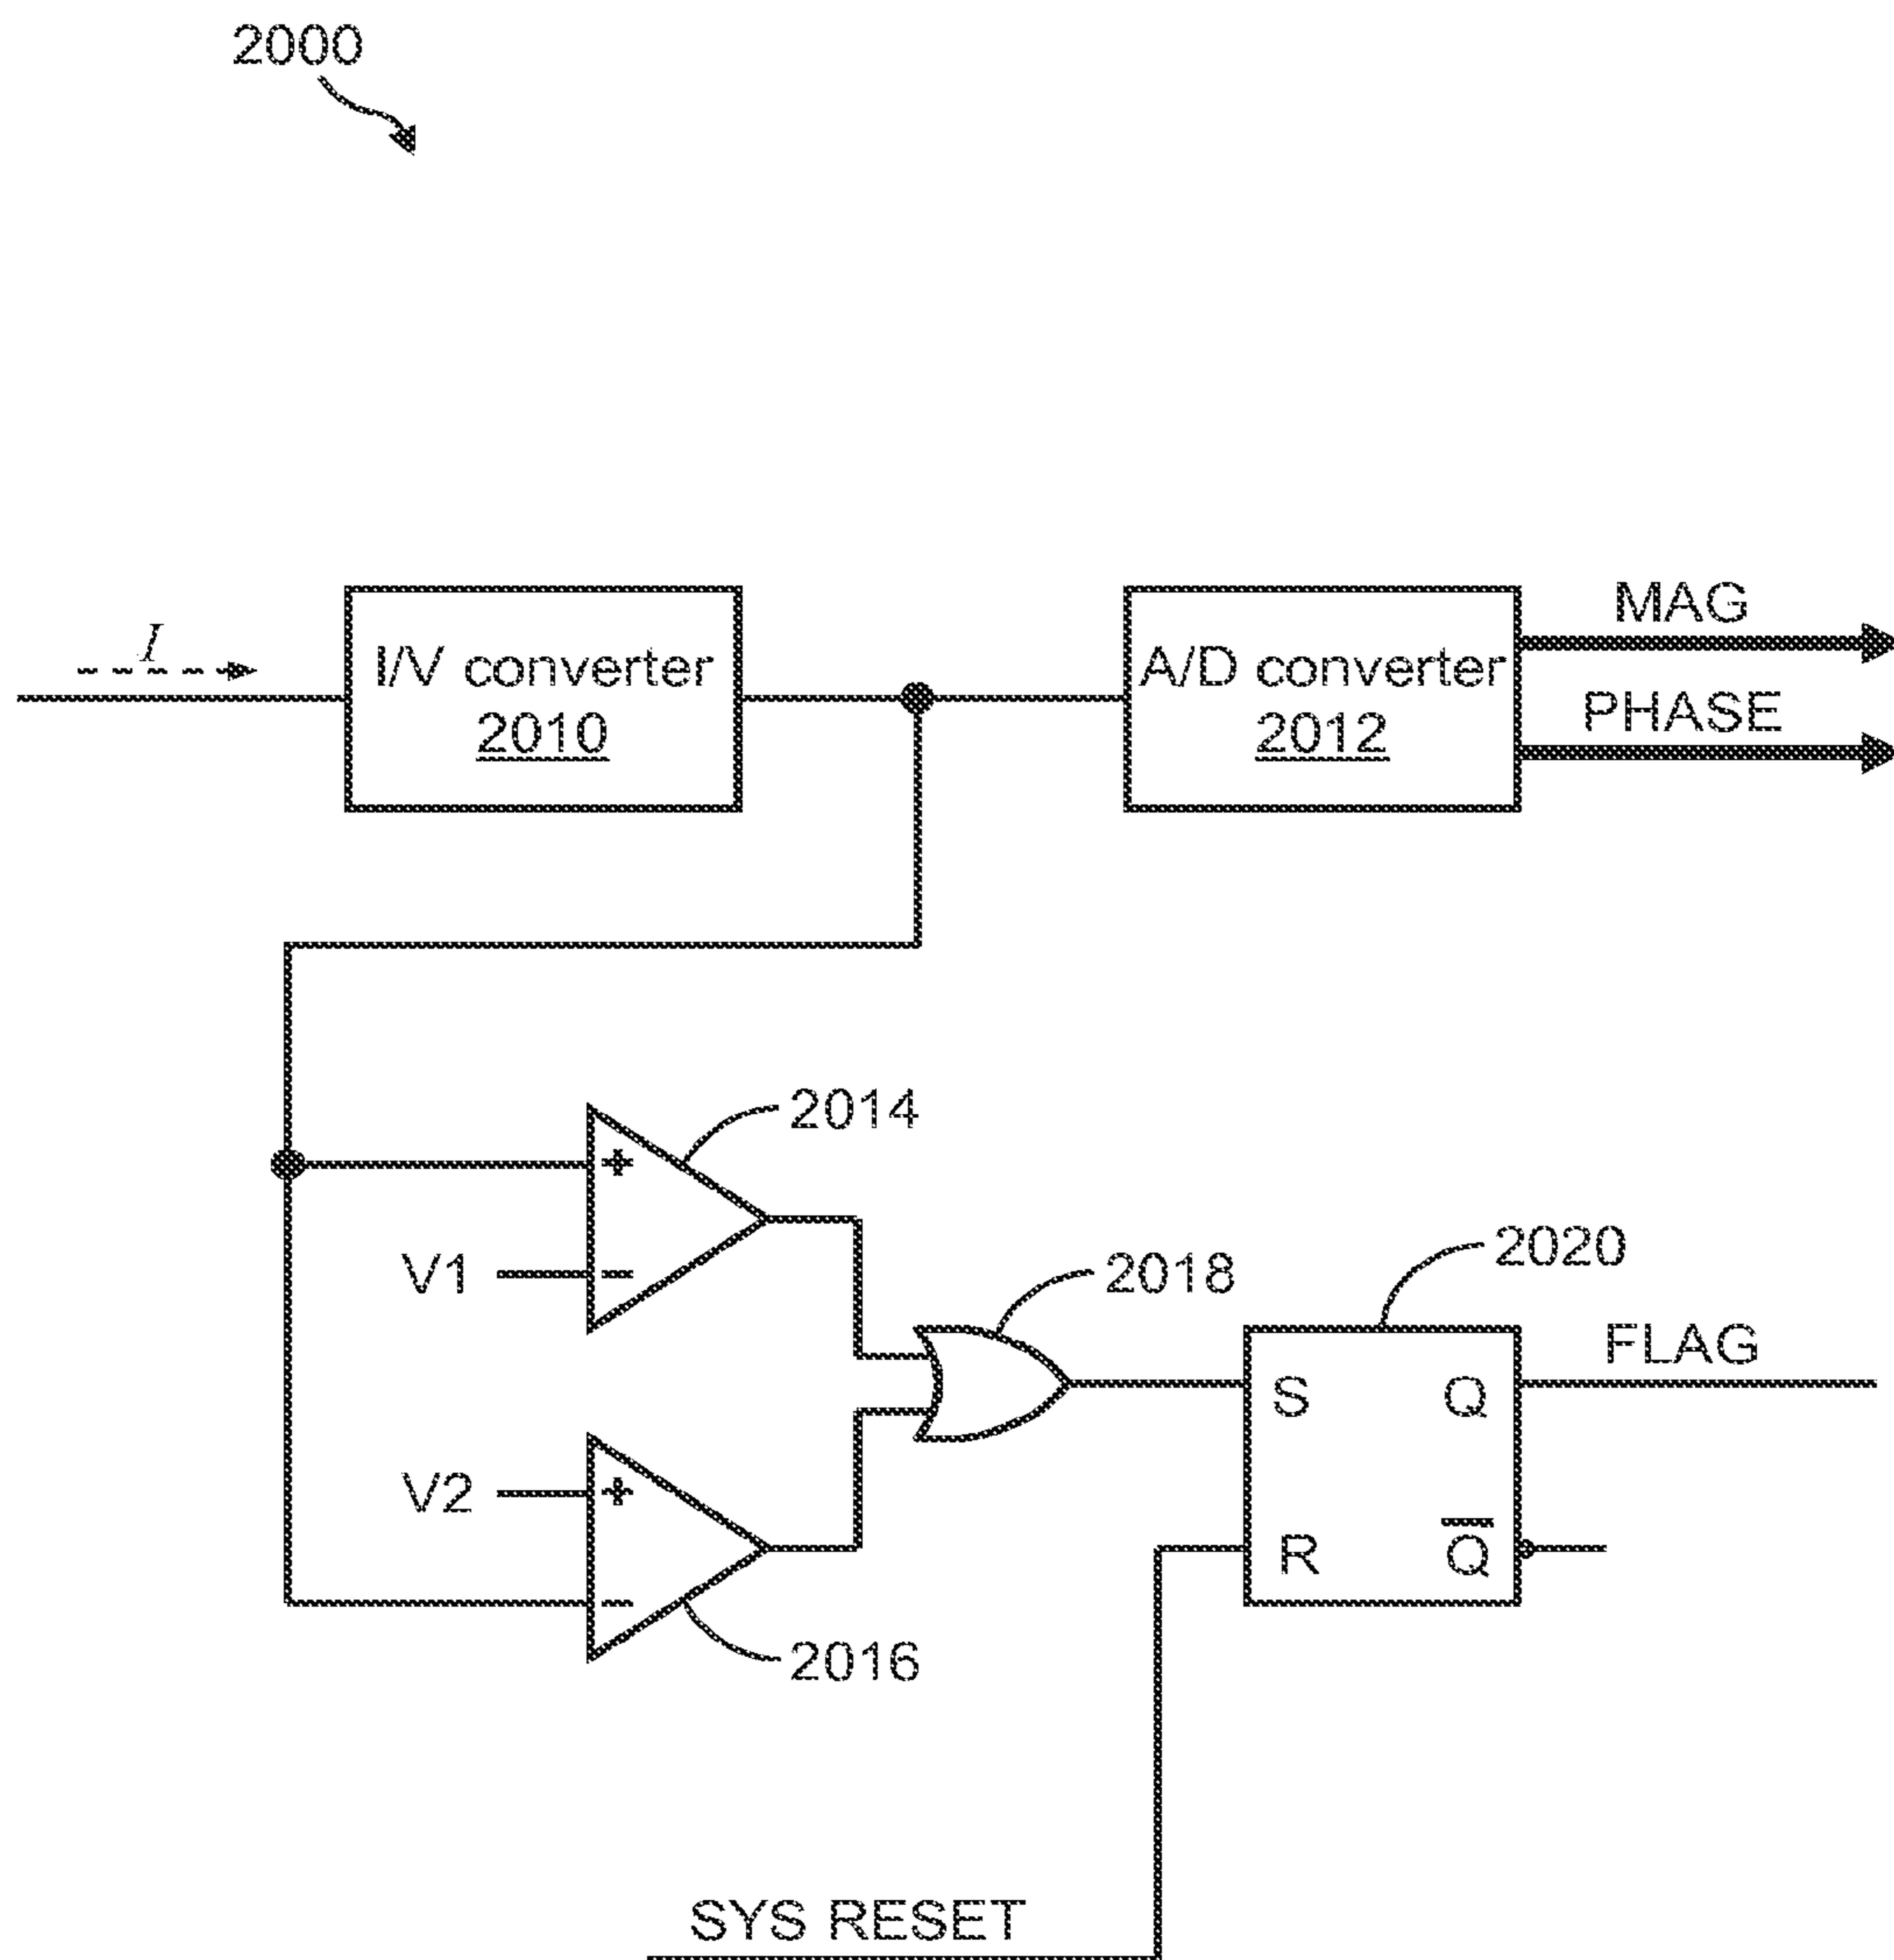 2000
I
I/V converter
2010
A/D converter
2012
MAG
PHASE
+
2014
V1
−
2018
2020
FLAG
S
Q
V2
+
R
Q̅
−
2016
SYS RESET